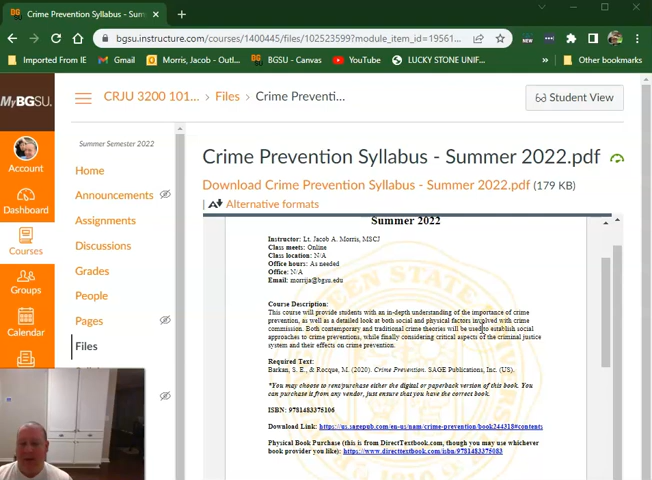 Crime Prevention Syllabus - Sum
bgsu.instructure.com/courses/1400445/files/102523599?module_item_id=19561...
Imported From IE
Gmail
Morris, Jacob - Outl...
BGSU - Canvas
YouTube
LUCKY STONE UNIF...
»
Other bookmarks
MyBGSU.
CRJU 3200 101... > Files > Crime Preventi...
Student View
Account
Dashboard
Courses
Groups
Calendar
Summer Semester 2022
Home
Announcements
Assignments
Discussions
Grades
People
Pages
Files
Crime Prevention Syllabus - Summer 2022.pdf
Download Crime Prevention Syllabus - Summer 2022.pdf (179 KB)
| Alternative formats
Summer 2022
Instructor: Lt. Jacob A. Morris, MSCJ
Class meets: Online
Class location: N/A
Office hours: As needed
Office: N/A
Email: morrija@bgsu.edu
Course Description:
This course will provide students with an in-depth understanding of the importance of crime
prevention, as well as a detailed look at both social and physical factors involved with crime
commission. Both contemporary and traditional crime theories will be used to establish social
approaches to crime preventions, while finally considering critical aspects of the criminal justice
system and their effects on crime prevention.
Required Text:
Barkan, S. E., & Rocque, M. (2020). Crime Prevention. SAGE Publications, Inc. (US).
*You may choose to rent/purchase either the digital or paperback version of this book. You
can purchase it from any vendor, just ensure that you have the correct book.
ISBN: 9781483375106
Download Link: https://us.sagepub.com/en-us/nam/crime-prevention/book244318#contents
Physical Book Purchase (this is from DirectTextbook.com, though you may use whichever
book provider you like): https://www.directtextbook.com/isbn/9781483375083